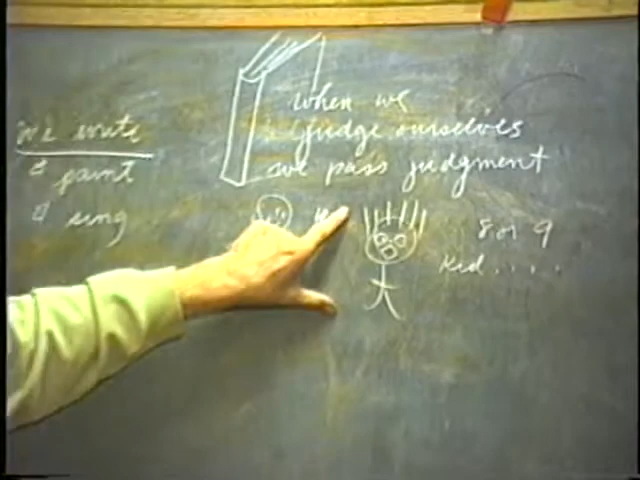 we write
" paint
" sing
when we
judge ourselves
we pass judgment
8 or 9
kid....